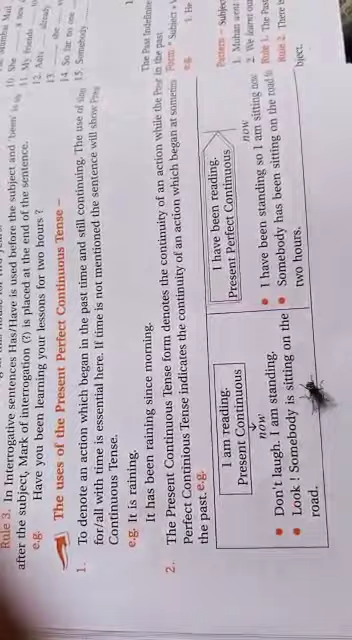 Rule 3. In Interrogative sentences Has/Have is used before the subject and 'been' is
after the subject, Mark of interrogation (?) is placed at the end of the sentence.
e.g. Have you been learning your lessons for two hours ?
The uses of the Present Perfect Continuous Tense –
1. To denote an action which began in the past time and still continuing. The use of
for/all with time is essential here. If time is not mentioned the sentence will show
Continuous Tense.
e.g. It is raining.
It has been raining since morning.
2. The Present Continuous Tense form denotes the continuity of an action while the
Perfect Continious Tense indicates the continuity of an action which began at sometime
the past. e.g.
I am reading.
Present Continuous
now
• Don't laugh. I am standing.
• Look ! Somebody is sitting on the
road.
I have been reading.
Present Perfect Continuous
now
• I have been standing so I am sitting now
• Somebody has been sitting on the road
two hours.
10. She
11. My friends
12. Arti already
13. she
14. So far no one
15. Somebody
The Past Indefinite
in the past
Form * Subject +
e.g. 1. He
Pattern – Subject
1. Mohan went
2. We learnt our
Rule 1. The Past
Rule 2. There is
bject.